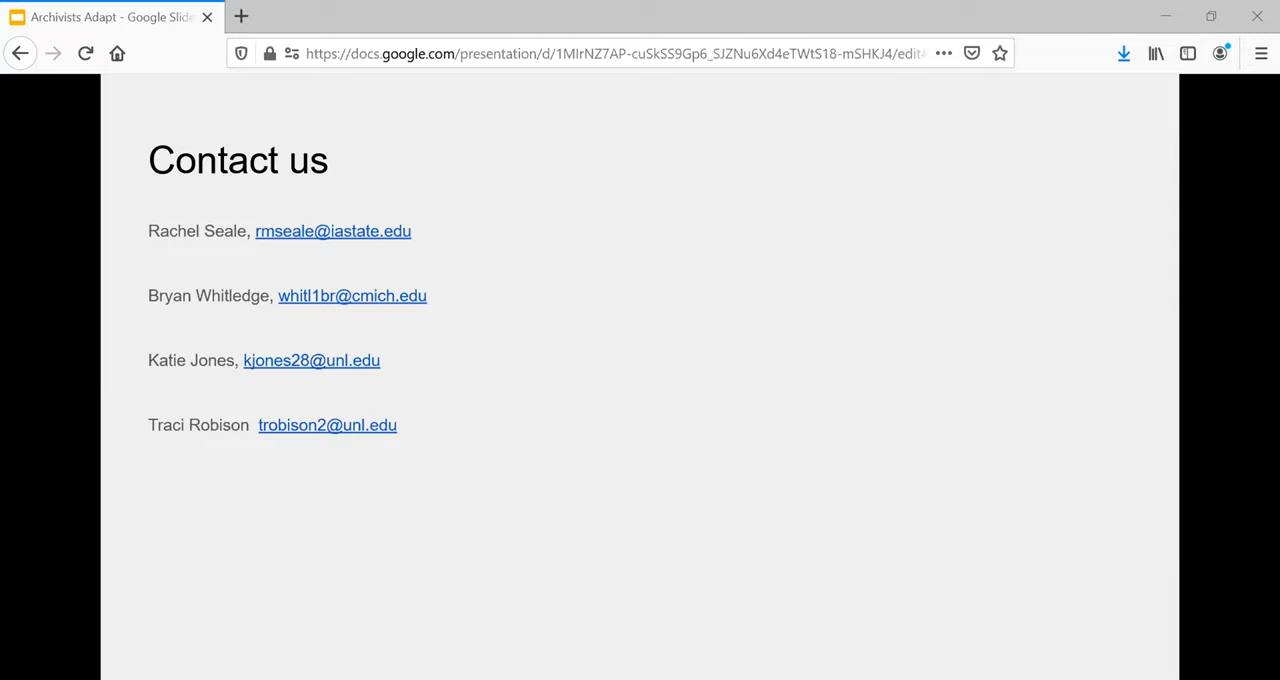 Archivists Adapt - Google Slide
https://docs.google.com/presentation/d/1MIrNZ7AP-cuSkSS9Gp6_SJZNu6Xd4eTWtS18-mSHKJ4/edit#
Contact us
Rachel Seale, rmseale@iastate.edu
Bryan Whitledge, whitl1br@cmich.edu
Katie Jones, kjones28@unl.edu
Traci Robison  trobison2@unl.edu